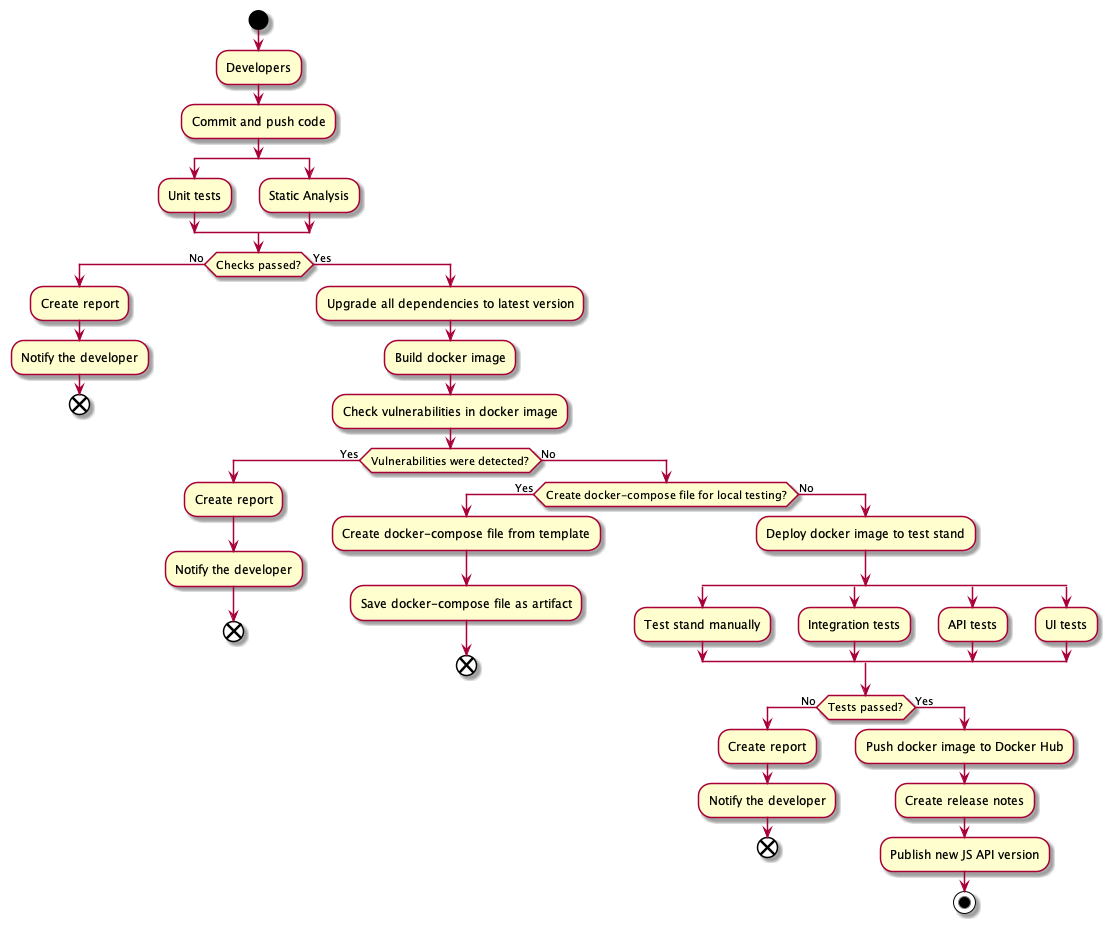 Developers
Commit and push code
Unit tests
Static Analysis
No
Checks passed?
Yes
Create report
Upgrade all dependencies to latest version
Notify the developer
Build docker image
Check vulnerabilities in docker image
Yes
Vulnerabilities were detected?
No
Create report
Yes
Create docker-compose file for local testing?
No
Create docker-compose file from template
Deploy docker image to test stand
Notify the developer
Save docker-compose file as artifact
Test stand manually
Integration tests
API tests
UI tests
No
Tests passed?
Yes
Create report
Push docker image to Docker Hub
Notify the developer
Create release notes
Publish new JS API version